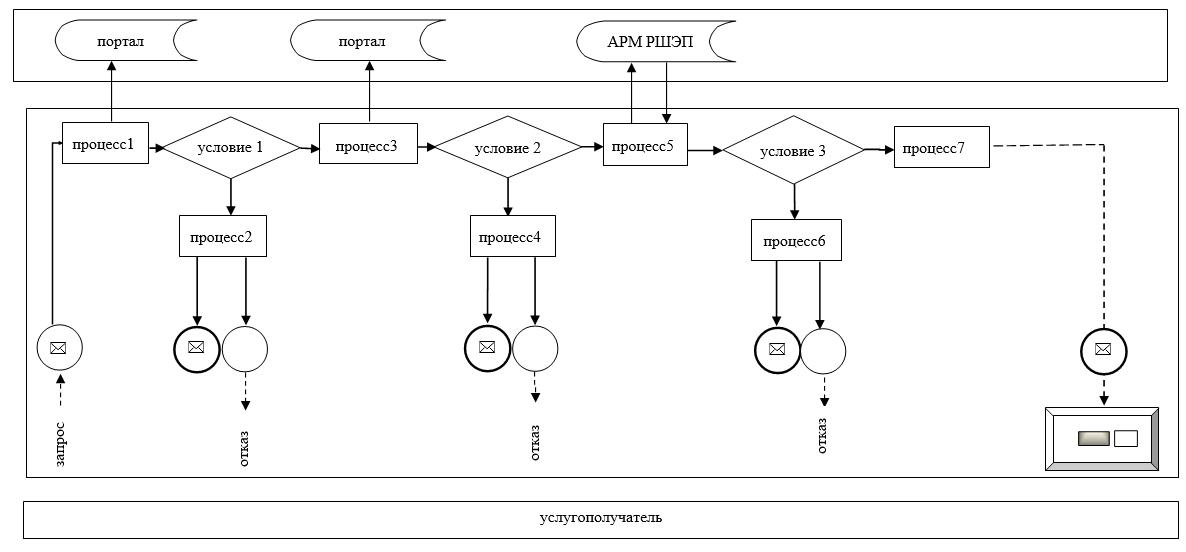 портал
портал
АРМ РШЭП
процесс1
условие 1
процесс3
условие 2
процесс5
условие 3
процесс7
процесс2
процесс4
процесс6
запрос
отказ
отказ
отказ
услугополучатель